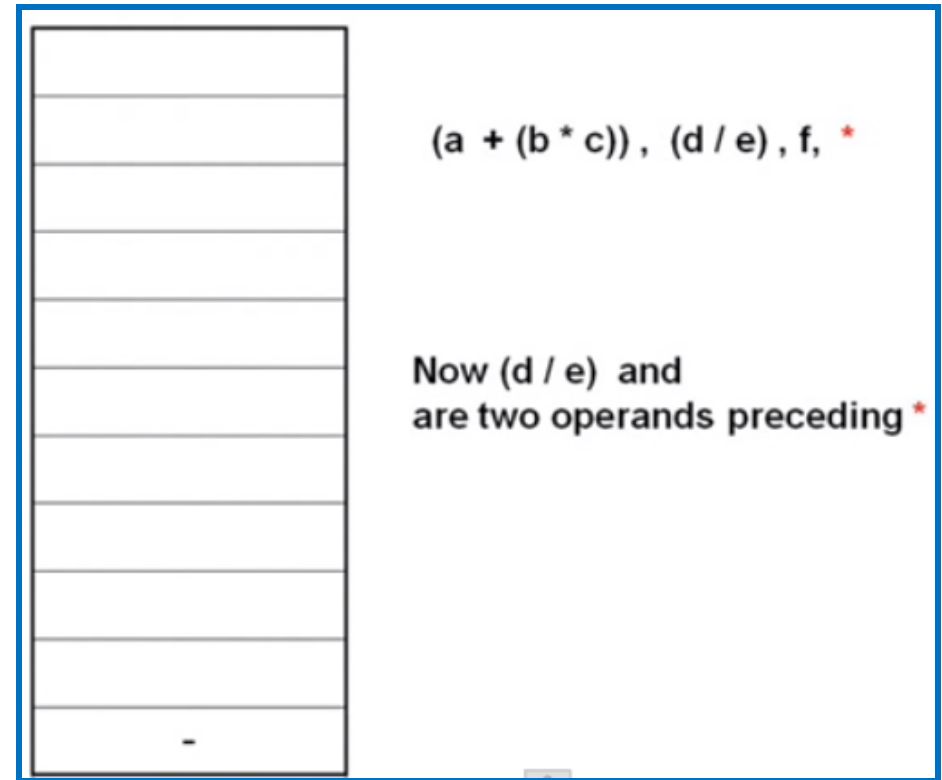 (a + (b * c)) , (d / e) , f, *
Now (d / e) and
are two operands preceding *
-